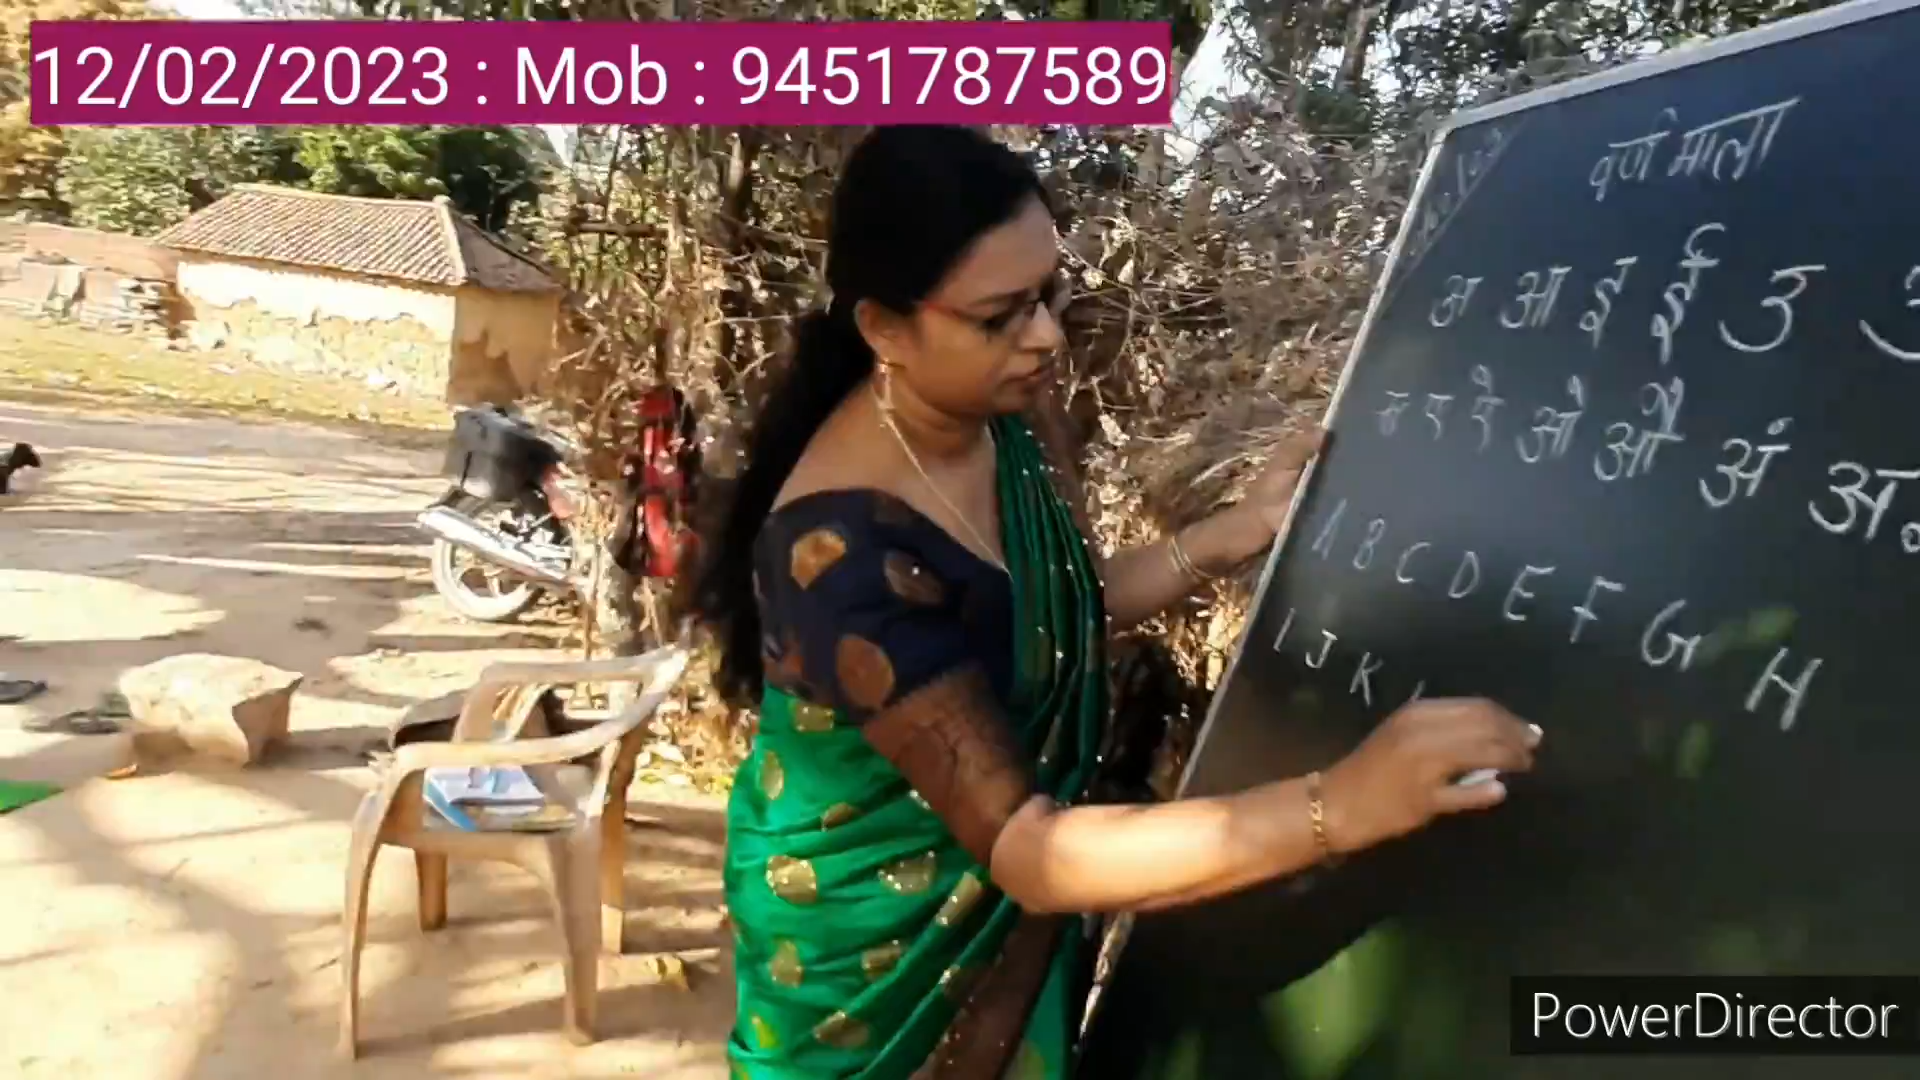 12/02/2023 : Mob : 9451787589
वर्ण माला
अ आ इ ई उ
ए ऐ ओ औ अं
A B C D E F G H
I J K
PowerDirector